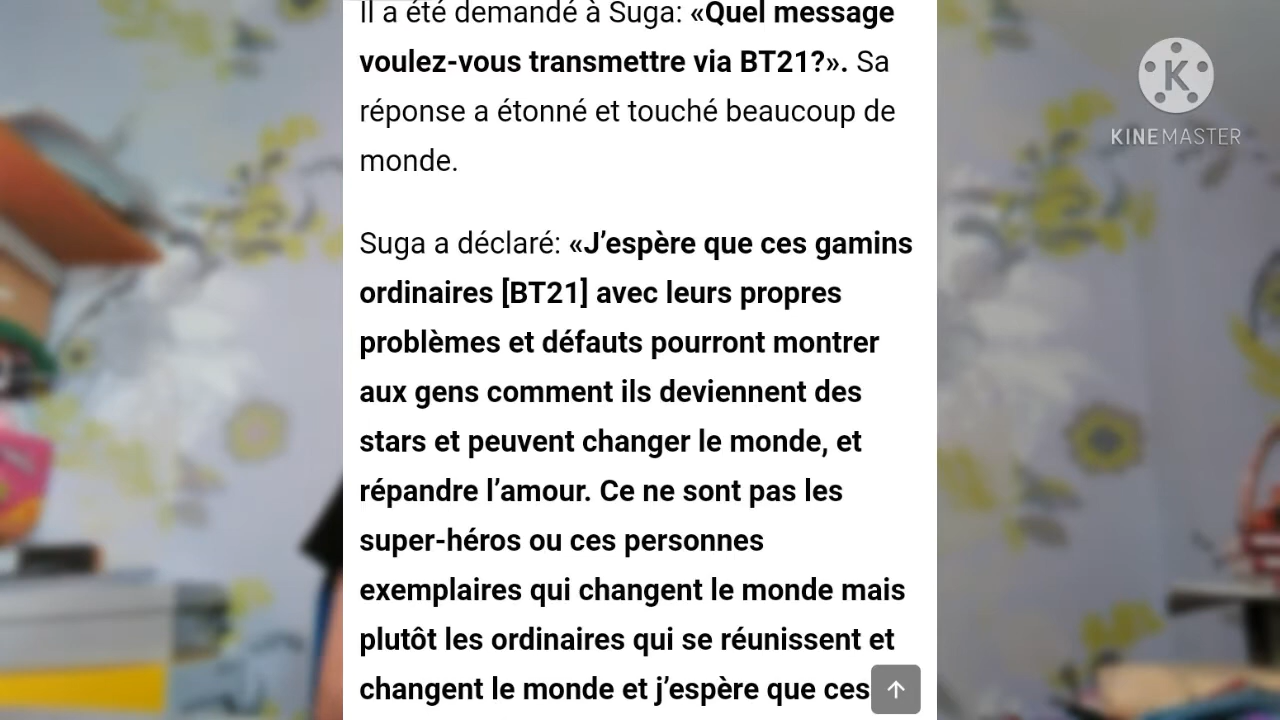 Il a été demandé à Suga: «Quel message
voulez-vous transmettre via BT21?». Sa
réponse a étonné et touché beaucoup de
monde.
Suga a déclaré: «J’espère que ces gamins
ordinaires [BT21] avec leurs propres
problèmes et défauts pourront montrer
aux gens comment ils deviennent des
stars et peuvent changer le monde, et
répandre l’amour. Ce ne sont pas les
super-héros ou ces personnes
exemplaires qui changent le monde mais
plutôt les ordinaires qui se réunissent et
changent le monde et j’espère que ces
K
KINEMASTER